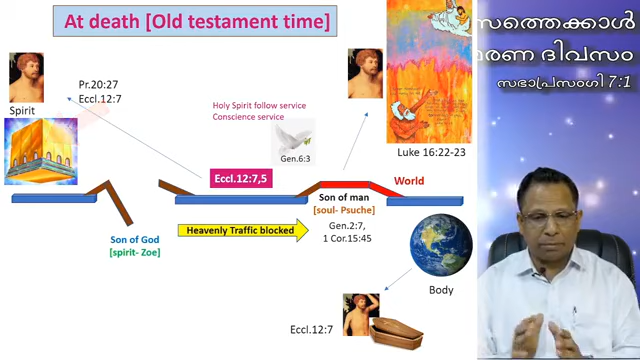 At death [Old testament time]
സത്തെക്കാൾ
മരണ ദിവസം
സഭാപ്രസംഗി 7:1
Pr.20:27
Eccl.12:7
Spirit
Holy Spirit follow service
Conscience service
Gen.6:3
Luke 16:22-23
Eccl.12:7,5
World
Son of man
[soul- Psuche]
Gen.2:7,
1 Cor.15:45
Heavenly Traffic blocked
Son of God
[spirit- Zoe]
Body
Eccl.12:7